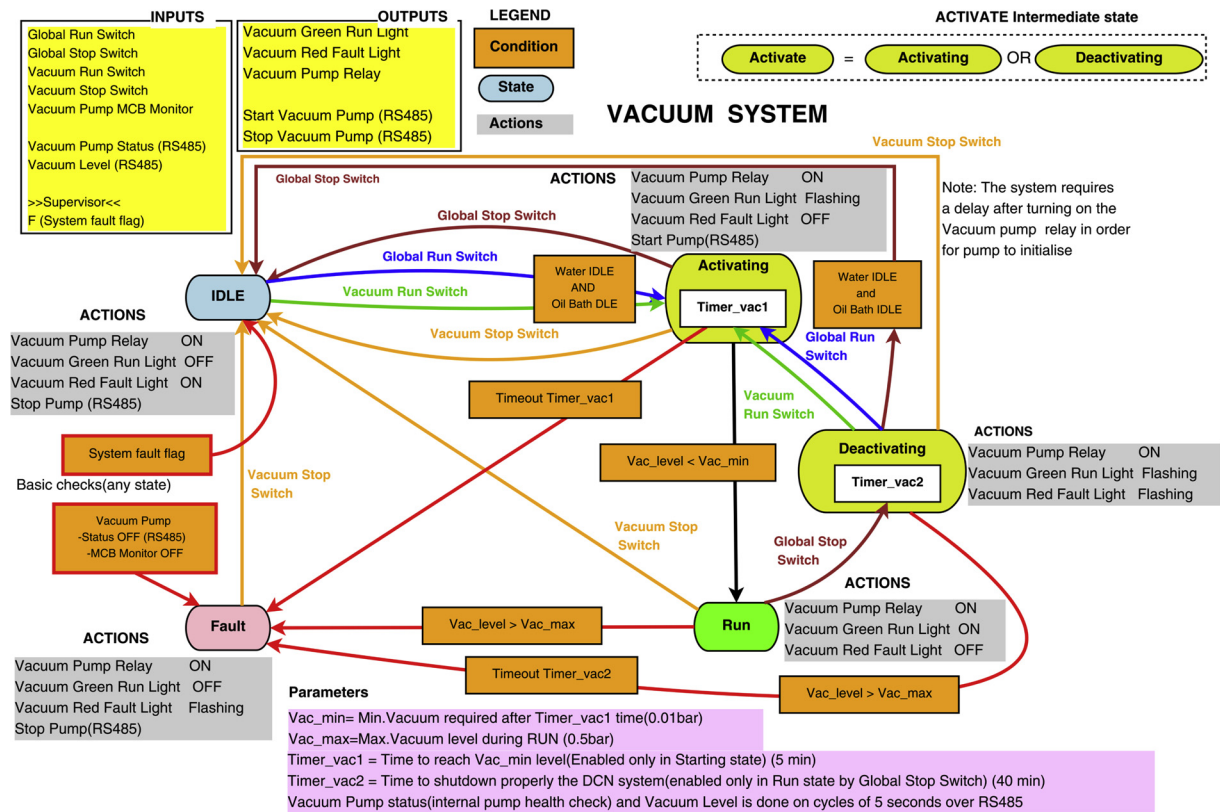 INPUTS
Global Run Switch
Global Stop Switch
Vacuum Run Switch
Vacuum Stop Switch
Vacuum Pump MCB Monitor
Vacuum Pump Status (RS485)
Vacuum Level (RS485)
>>Supervisor<<
F (System fault flag)
OUTPUTS
Vacuum Green Run Light
Vacuum Red Fault Light
Vacuum Pump Relay
Start Vacuum Pump (RS485)
Stop Vacuum Pump (RS485)
LEGEND
Condition
State
Actions
ACTIVATE Intermediate state
Activate = Activating OR Deactivating
VACUUM SYSTEM
Vacuum Stop Switch
Global Stop Switch
ACTIONS
Vacuum Pump Relay ON
Vacuum Green Run Light Flashing
Vacuum Red Fault Light OFF
Start Pump(RS485)
Note: The system requires
a delay after turning on the
Vacuum pump relay in order
for pump to initialise
Global Stop Switch
Global Run Switch
Vacuum Run Switch
Water IDLE
AND
Oil Bath DLE
Activating
Timer_vac1
Water IDLE
and
Oil Bath IDLE
IDLE
ACTIONS
Vacuum Pump Relay ON
Vacuum Green Run Light OFF
Vacuum Red Fault Light ON
Stop Pump (RS485)
Vacuum Stop Switch
Global Run
Switch
Vacuum
Run Switch
Timeout Timer_vac1
System fault flag
Basic checks(any state)
Vacuum Stop
Switch
Vac_level < Vac_min
Deactivating
Timer_vac2
ACTIONS
Vacuum Pump Relay ON
Vacuum Green Run Light Flashing
Vacuum Red Fault Light Flashing
Vacuum Pump
-Status OFF (RS485)
-MCB Monitor OFF
Vacuum Stop
Switch
Global Stop
Switch
Fault
ACTIONS
Vacuum Pump Relay ON
Vacuum Green Run Light OFF
Vacuum Red Fault Light Flashing
Stop Pump(RS485)
Vac_level > Vac_max
Run
ACTIONS
Vacuum Pump Relay ON
Vacuum Green Run Light ON
Vacuum Red Fault Light OFF
Timeout Timer_vac2
Vac_level > Vac_max
Parameters
Vac_min= Min.Vacuum required after Timer_vac1 time(0.01bar)
Vac_max=Max.Vacuum level during RUN (0.5bar)
Timer_vac1 = Time to reach Vac_min level(Enabled only in Starting state) (5 min)
Timer_vac2 = Time to shutdown properly the DCN system(enabled only in Run state by Global Stop Switch) (40 min)
Vacuum Pump status(internal pump health check) and Vacuum Level is done on cycles of 5 seconds over RS485